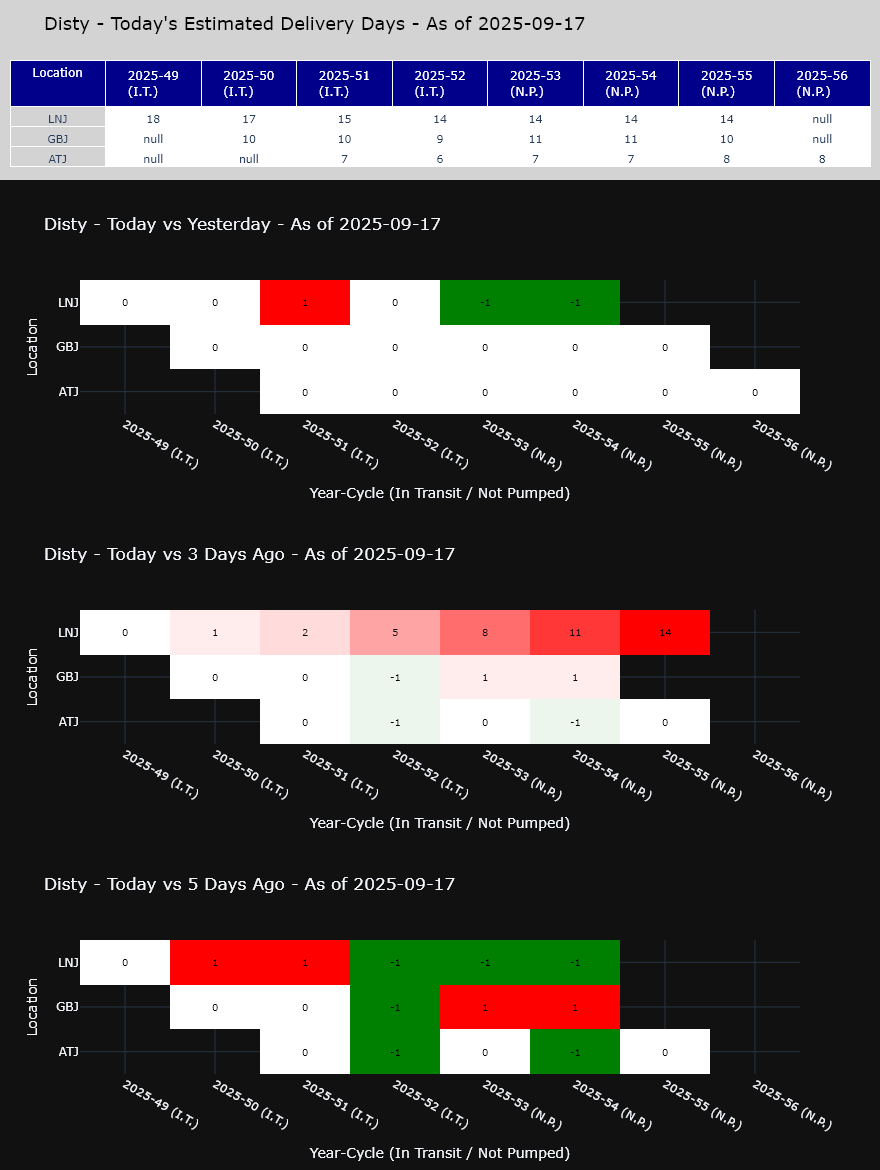 Disty - Today's Estimated Delivery Days - As of 2025-09-17
Location 2025-49 (I.T.) 2025-50 (I.T.) 2025-51 (I.T.) 2025-52 (I.T.) 2025-53 (N.P.) 2025-54 (N.P.) 2025-55 (N.P.) 2025-56 (N.P.)
LNJ 18 17 15 14 14 14 14 null
GBJ null 10 10 9 11 11 10 null
ATJ null null 7 6 7 7 8 8
Disty - Today vs Yesterday - As of 2025-09-17
Location
LNJ 0 0 1 0 -1 -1
GBJ 0 0 0 0 0 0
ATJ 0 0 0 0 0 0
2025-49 (I.T.) 2025-50 (I.T.) 2025-51 (I.T.) 2025-52 (I.T.) 2025-53 (N.P.) 2025-54 (N.P.) 2025-55 (N.P.) 2025-56 (N.P.)
Year-Cycle (In Transit / Not Pumped)
Disty - Today vs 3 Days Ago - As of 2025-09-17
Location
LNJ 0 1 2 5 8 11 14
GBJ 0 0 -1 1 1
ATJ 0 -1 0 -1 0
2025-49 (I.T.) 2025-50 (I.T.) 2025-51 (I.T.) 2025-52 (I.T.) 2025-53 (N.P.) 2025-54 (N.P.) 2025-55 (N.P.) 2025-56 (N.P.)
Year-Cycle (In Transit / Not Pumped)
Disty - Today vs 5 Days Ago - As of 2025-09-17
Location
LNJ 0 1 1 -1 -1 -1
GBJ 0 0 -1 1 1
ATJ 0 -1 0 -1 0
2025-49 (I.T.) 2025-50 (I.T.) 2025-51 (I.T.) 2025-52 (I.T.) 2025-53 (N.P.) 2025-54 (N.P.) 2025-55 (N.P.) 2025-56 (N.P.)
Year-Cycle (In Transit / Not Pumped)